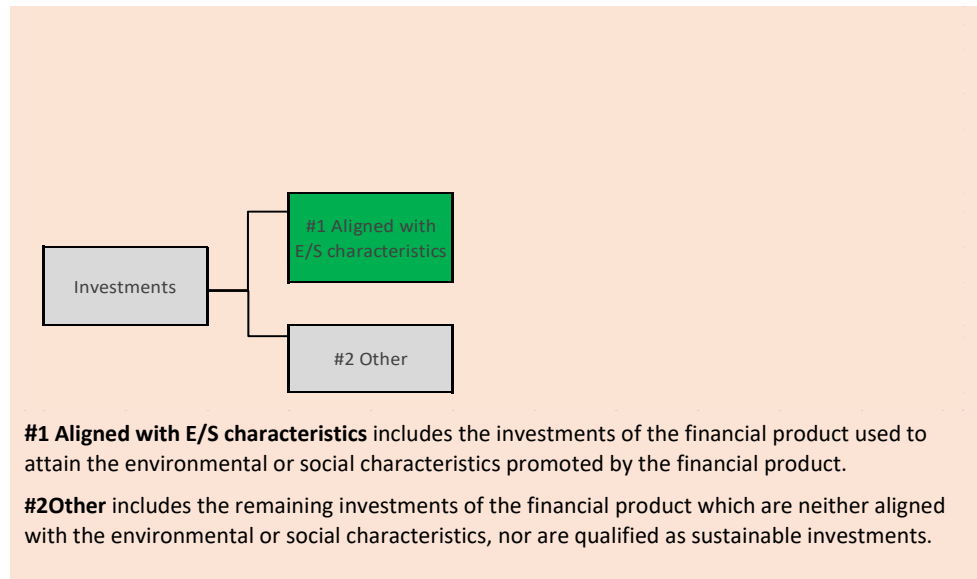 #1 Aligned with
E/S characteristics
Investments
#2 Other
#1 Aligned with E/S characteristics includes the investments of the financial product used to
attain the environmental or social characteristics promoted by the financial product.
#2Other includes the remaining investments of the financial product which are neither aligned
with the environmental or social characteristics, nor are qualified as sustainable investments.